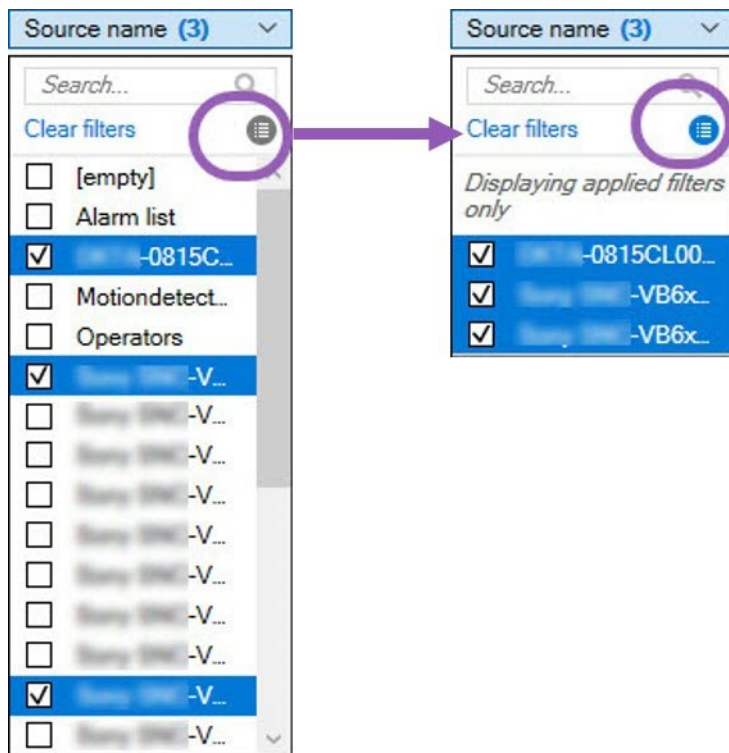 Source name (3)
Search...
Clear filters
[empty]
Alarm list
-0815C...
Motiondetect...
Operators
-V...
-V...
-V...
-V...
-V...
-V...
-V...
-V...
-V...
-V...
Source name (3)
Search...
Clear filters
Displaying applied filters
only
-0815CL00...
-VB6x...
-VB6x...